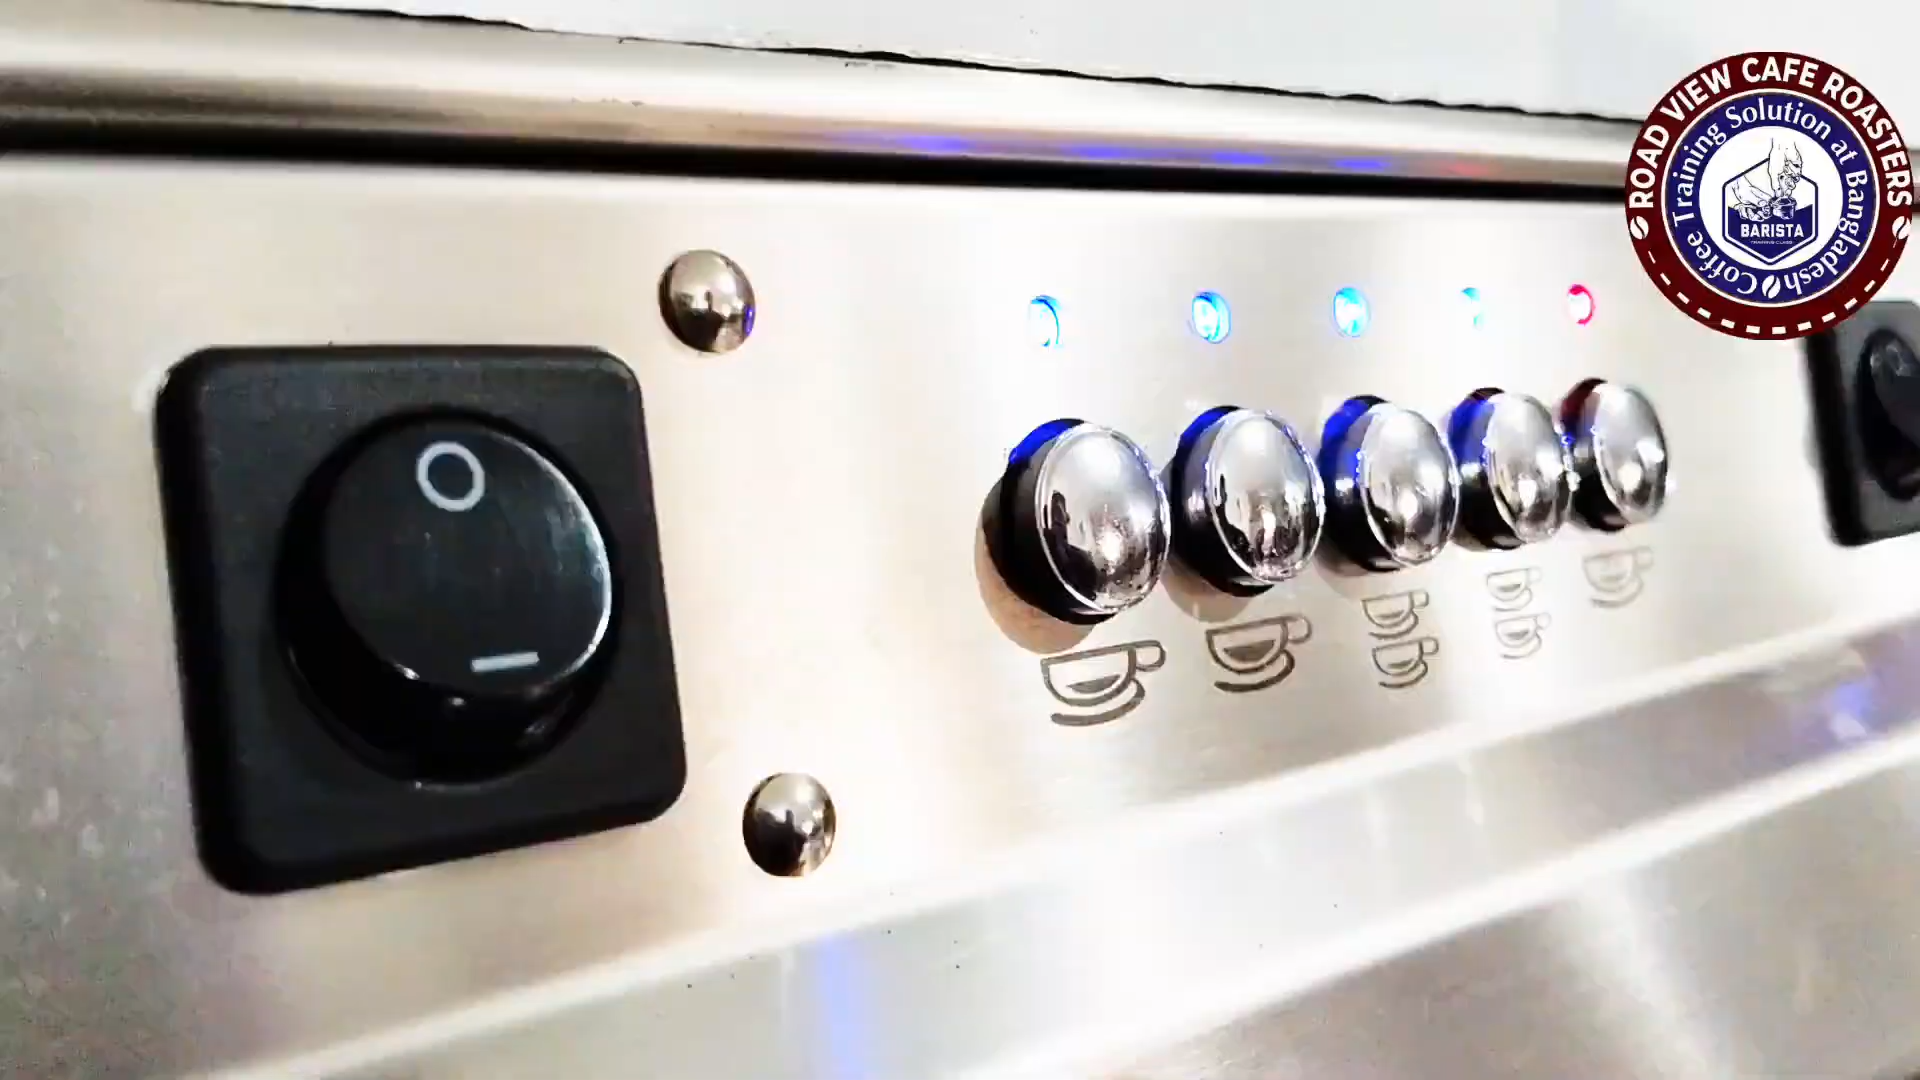 ROAD VIEW CAFE ROASTERS
Coffee Training Solution at Bangladesh
BARISTA